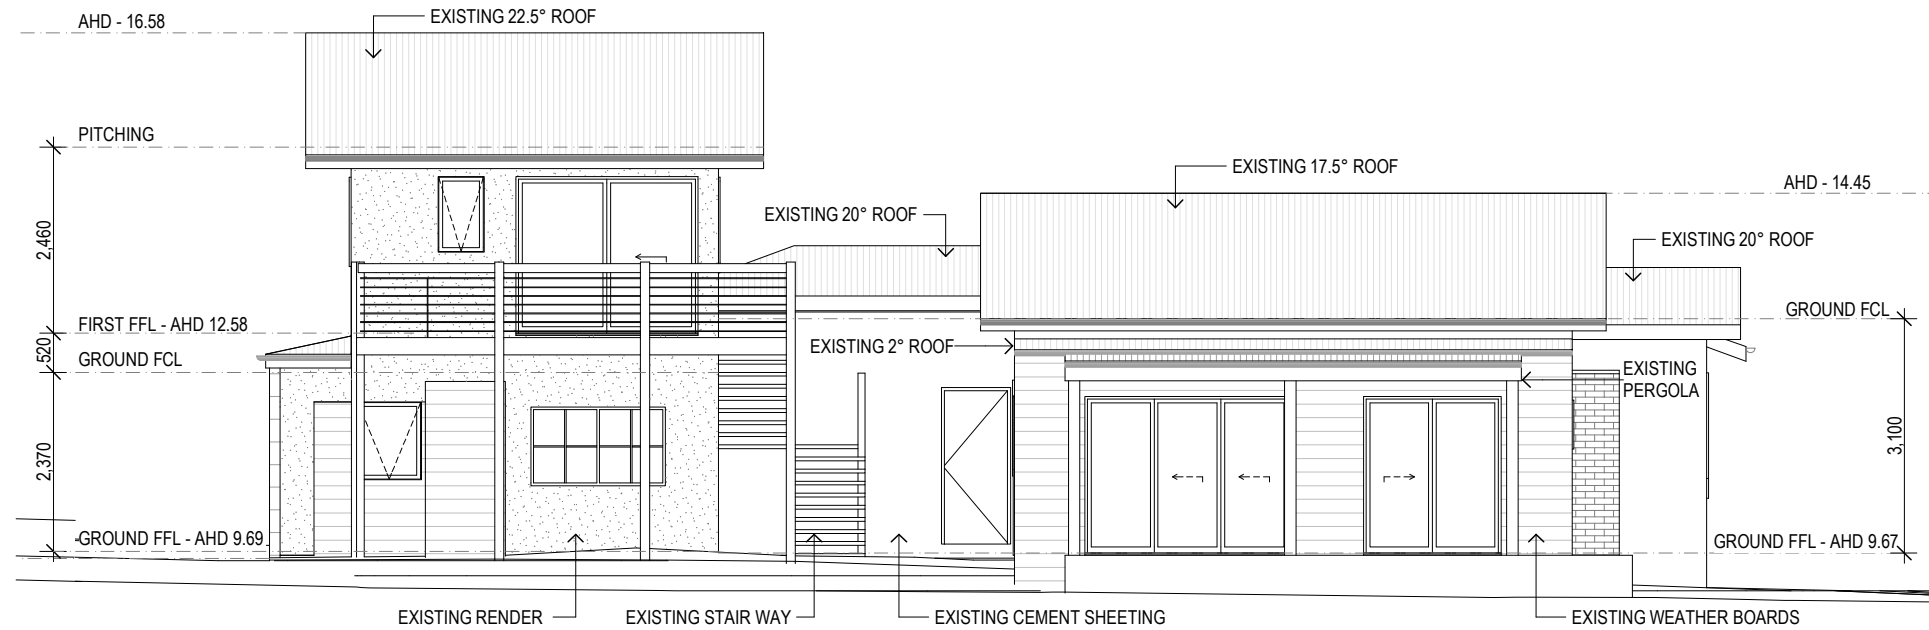 AHD - 16.58
EXISTING 22.5° ROOF
PITCHING
EXISTING 17.5° ROOF
AHD - 14.45
EXISTING 20° ROOF
EXISTING 20° ROOF
2,460
FIRST FFL - AHD 12.58
GROUND FCL
520
GROUND FCL
EXISTING 2° ROOF
EXISTING
PERGOLA
2,370
3,100
GROUND FFL - AHD 9.69
GROUND FFL - AHD 9.67
EXISTING RENDER
EXISTING STAIR WAY
EXISTING CEMENT SHEETING
EXISTING WEATHER BOARDS